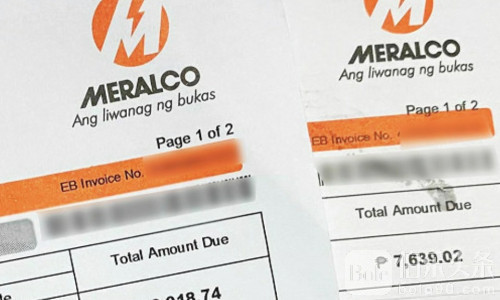 MERALCO
Ang liwanag ng bukas
Page 1 of 2
EB Invoice No.
Total Amount Due
MERALCO
Ang liwanag ng bukas
Page 1 of 2
EB Invoice No.
Total Amount Due
₱ 7,639.02